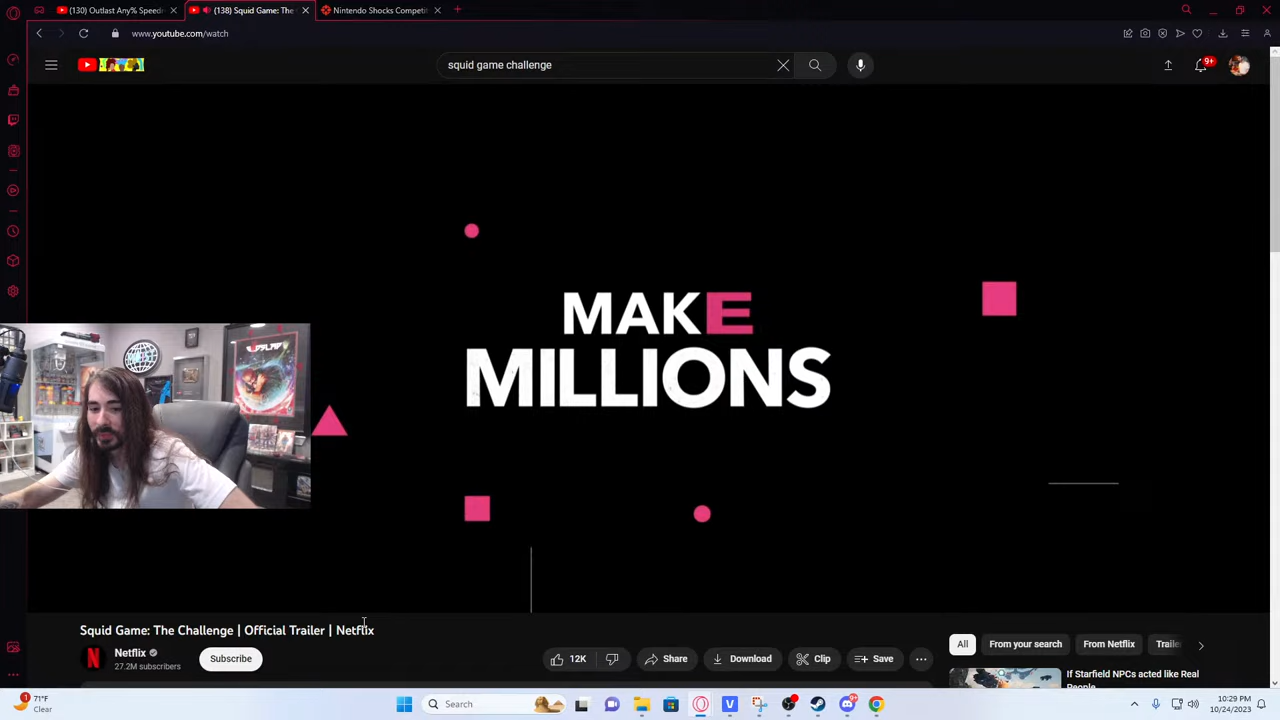 (130) Outlast Any% Speedr
(138) Squid Game: The
Nintendo Shocks Competi
www.youtube.com/watch
squid game challenge
9+
MAKE
MILLIONS
Squid Game: The Challenge | Official Trailer | Netflix
Netflix
27.2M subscribers
Subscribe
12K
Share
Download
Clip
Save
All
From your search
From Netflix
Trailer
If Starfield NPCs acted like Real
People
71°F
Clear
Search
9+
10:29 PM
10/24/2023